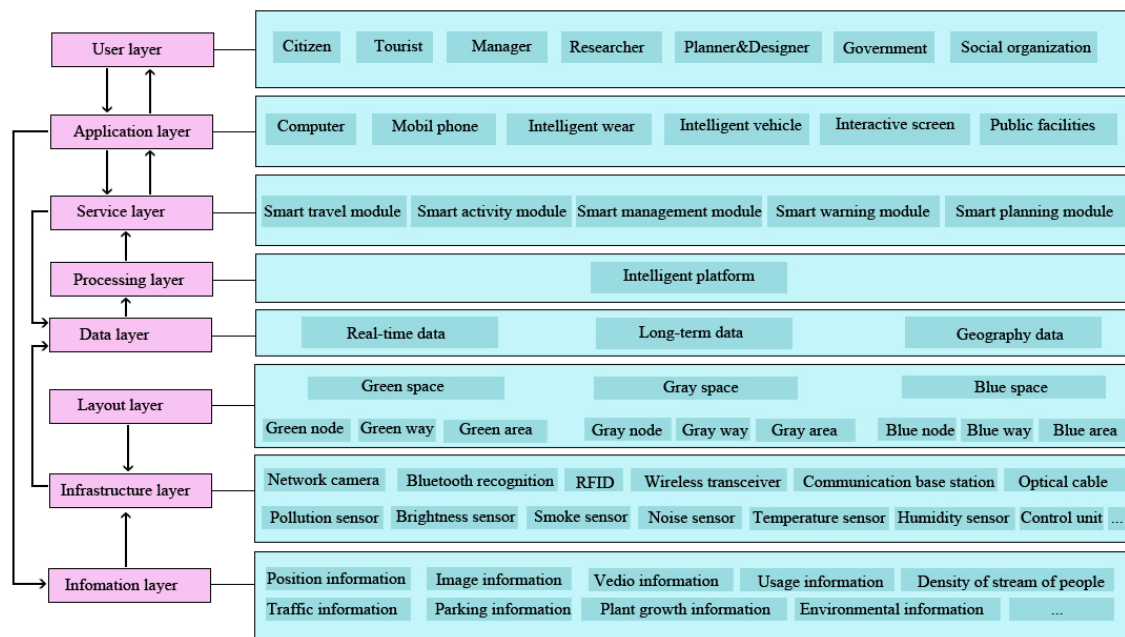 User layer
Citizen Tourist Manager Researcher Planner&Designer Government Social organization
Application layer
Computer Mobil phone Intelligent wear Intelligent vehicle Interactive screen Public facilities
Service layer
Smart travel module Smart activity module Smart management module Smart warning module Smart planning module
Processing layer
Intelligent platform
Data layer
Real-time data Long-term data Geography data
Layout layer
Green space Gray space Blue space
Green node Green way Green area Gray node Gray way Gray area Blue node Blue way Blue area
Infrastructure layer
Network camera Bluetooth recognition RFID Wireless transceiver Communication base station Optical cable
Pollution sensor Brightness sensor Smoke sensor Noise sensor Temperature sensor Humidity sensor Control unit ...
Infomation layer
Position information Image information Vedio information Usage information Density of stream of people
Traffic information Parking information Plant growth information Environmental information ...